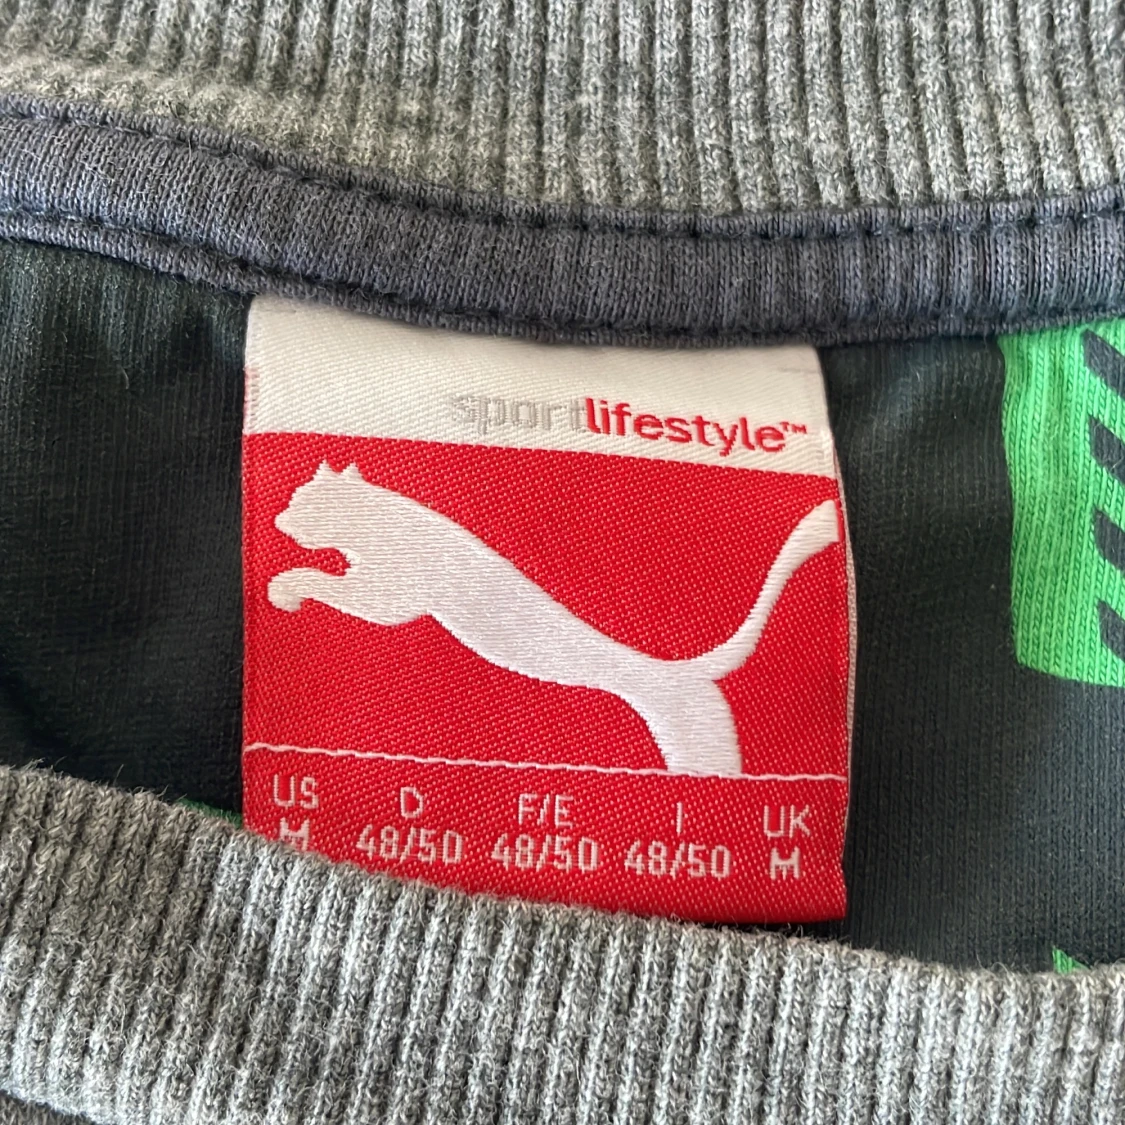 sportlifestyle™
US D F/E I UK
M 48/50 48/50 48/50 M